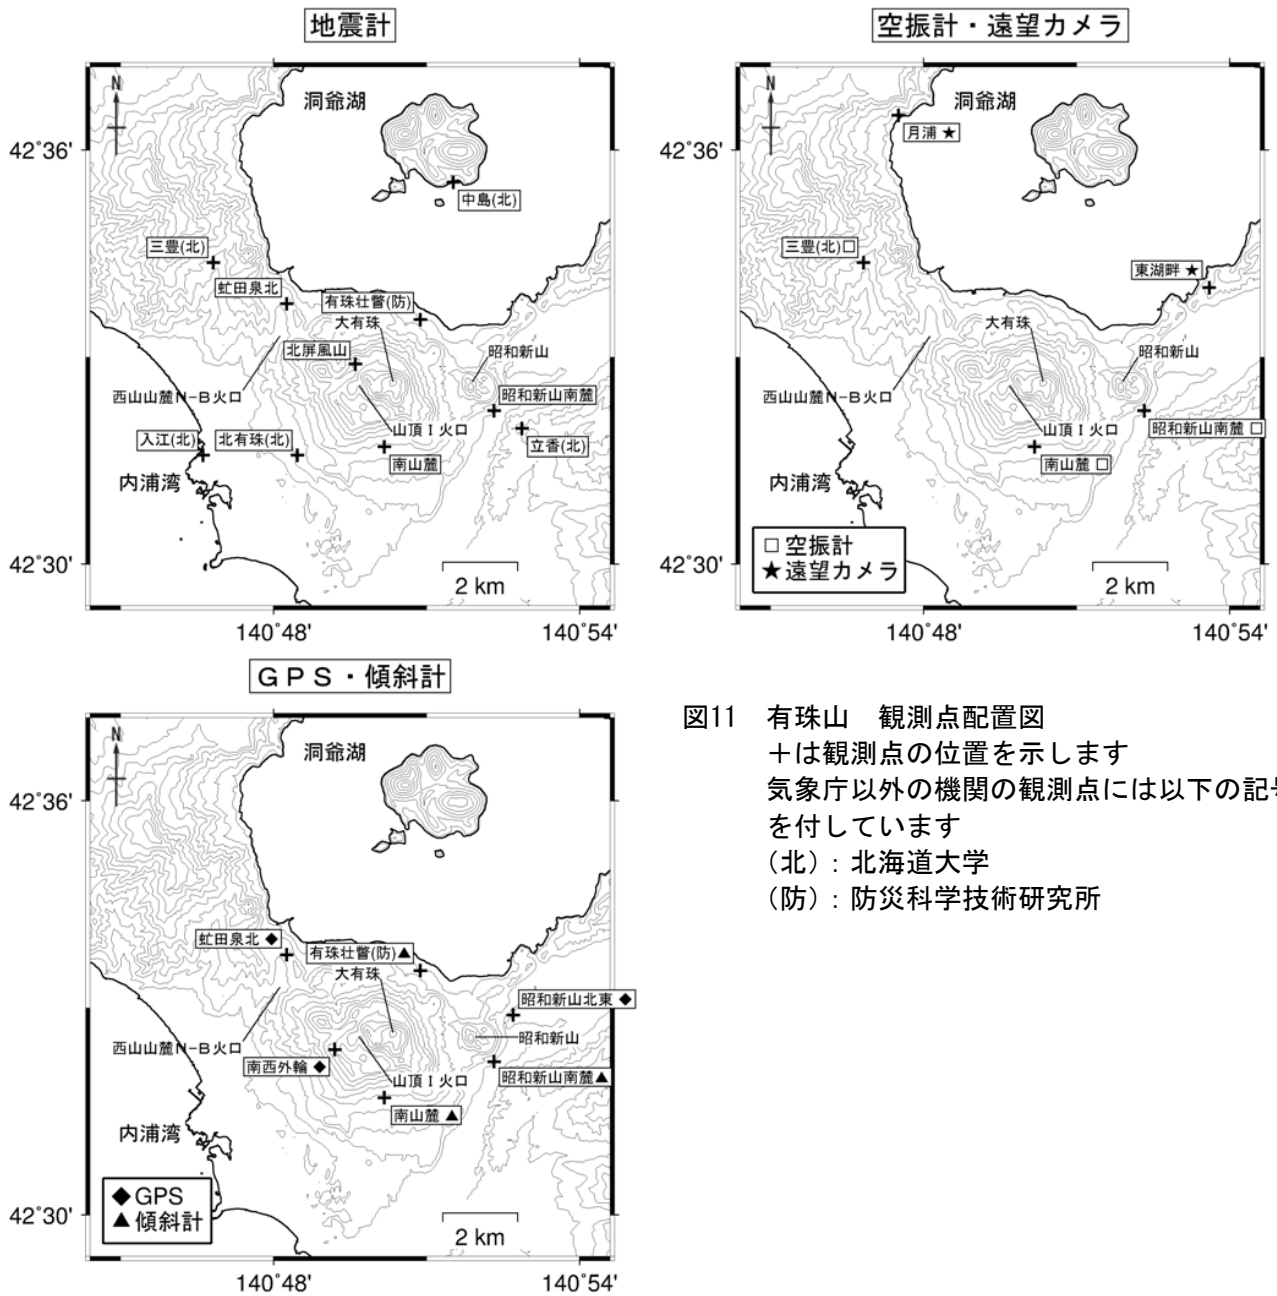 地震計
N
洞爺湖
42°36'
中島(北)
三豊(北)
虻田泉北
有珠壮瞥(防)
大有珠
北屏風山
昭和新山
西山山麓N-B火口
昭和新山南麓
山頂Ⅰ火口
入江(北)
北有珠(北)
立香(北)
南山麓
内浦湾
42°30'
2 km
140°48'
140°54'
空振計・遠望カメラ
N
洞爺湖
月浦 ★
42°36'
三豊(北)□
東湖畔 ★
大有珠
昭和新山
西山山麓N-B火口
山頂Ⅰ火口
昭和新山南麓 □
南山麓 □
内浦湾
□ 空振計
★ 遠望カメラ
42°30'
2 km
140°48'
140°54'
GPS・傾斜計
N
洞爺湖
42°36'
虻田泉北 ◆
有珠壮瞥(防)▲
大有珠
昭和新山北東 ◆
昭和新山
西山山麓N-B火口
南西外輪 ◆
昭和新山南麓▲
山頂Ⅰ火口
南山麓 ▲
内浦湾
◆GPS
▲傾斜計
42°30'
2 km
140°48'
140°54'
図11 有珠山 観測点配置図
+は観測点の位置を示します
気象庁以外の機関の観測点には以下の記号
を付しています
(北):北海道大学
(防):防災科学技術研究所